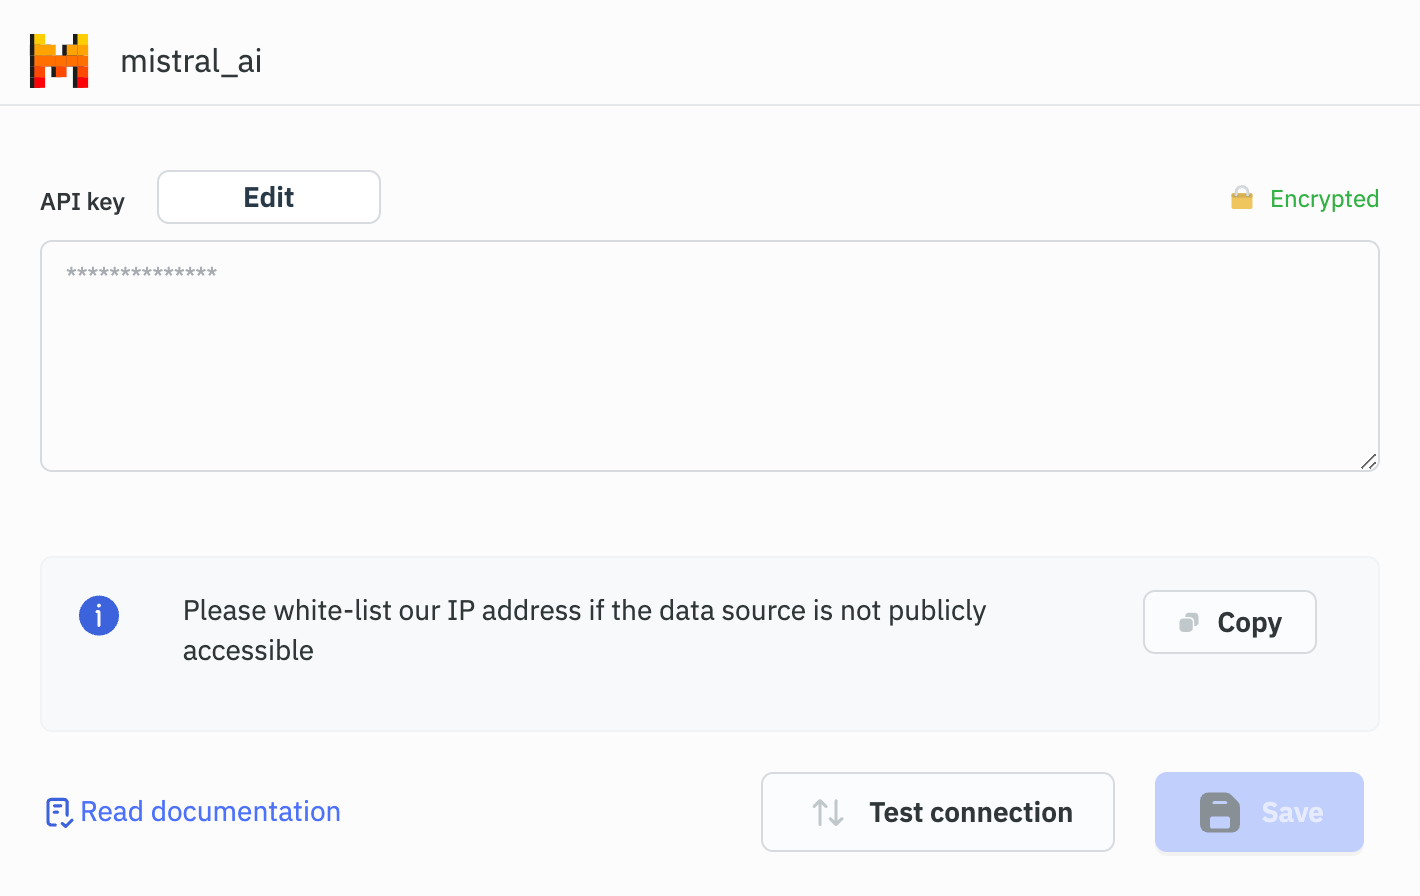 mistral_ai
API key
Edit
Encrypted
**************
Please white-list our IP address if the data source is not publicly
accessible
Copy
Read documentation
Test connection
Save